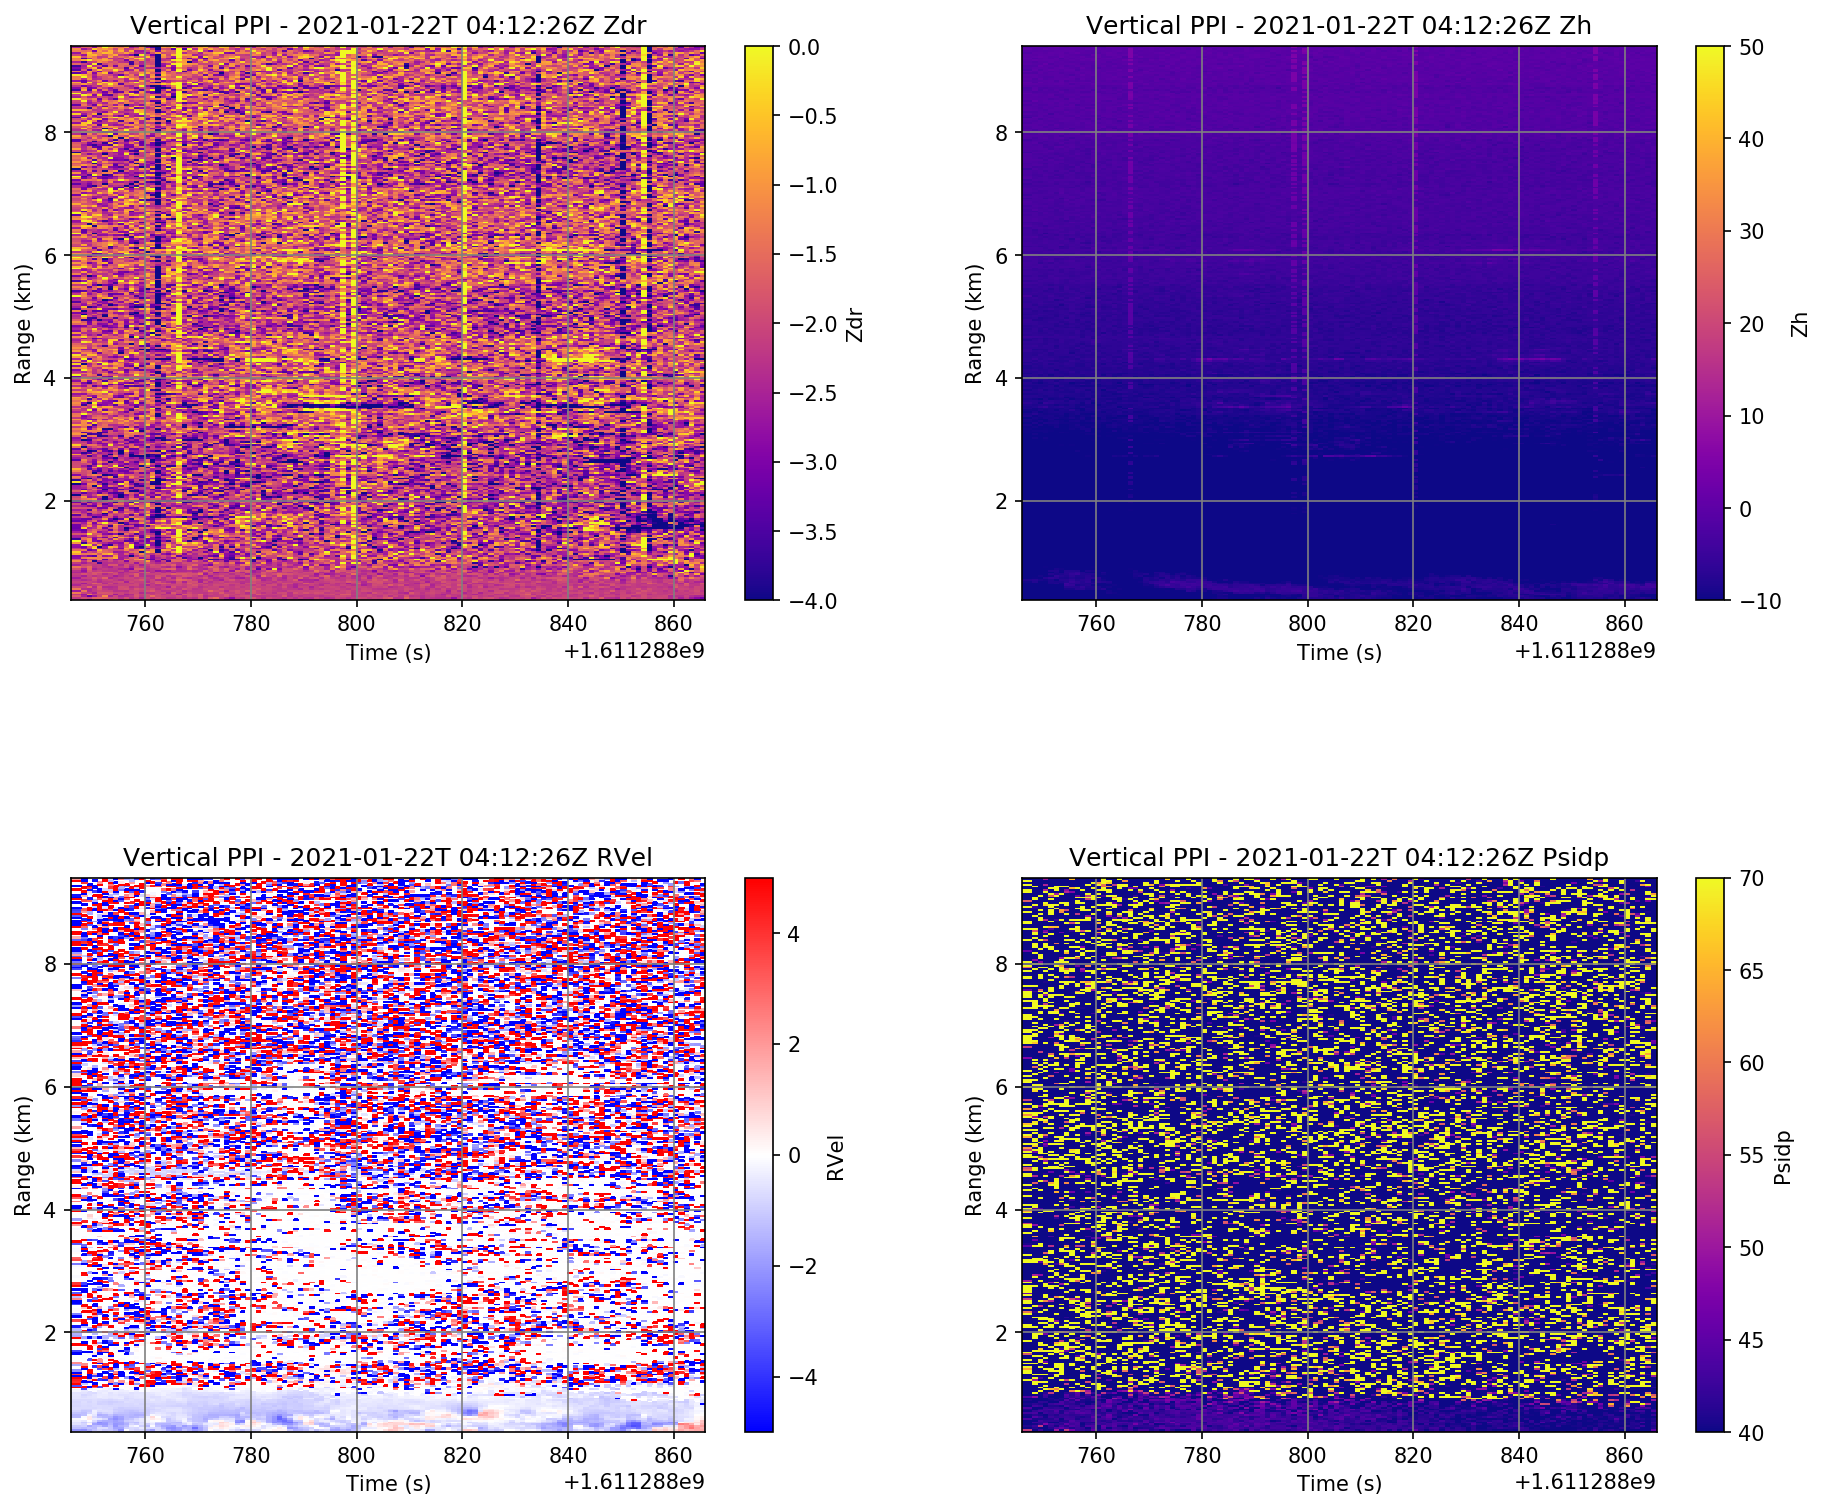 Vertical PPI - 2021-01-22T 04:12:26Z Zdr
Range (km)
8
6
4
2
760 780 800 820 840 860
Time (s)
+1.611288e9
0.0
−0.5
−1.0
−1.5
−2.0
−2.5
−3.0
−3.5
−4.0
Zdr
Vertical PPI - 2021-01-22T 04:12:26Z Zh
Range (km)
8
6
4
2
760 780 800 820 840 860
Time (s)
+1.611288e9
50
40
30
20
10
0
−10
Zh
Vertical PPI - 2021-01-22T 04:12:26Z RVel
Range (km)
8
6
4
2
760 780 800 820 840 860
Time (s)
+1.611288e9
4
2
0
−2
−4
RVel
Vertical PPI - 2021-01-22T 04:12:26Z Psidp
Range (km)
8
6
4
2
760 780 800 820 840 860
Time (s)
+1.611288e9
70
65
60
55
50
45
40
Psidp